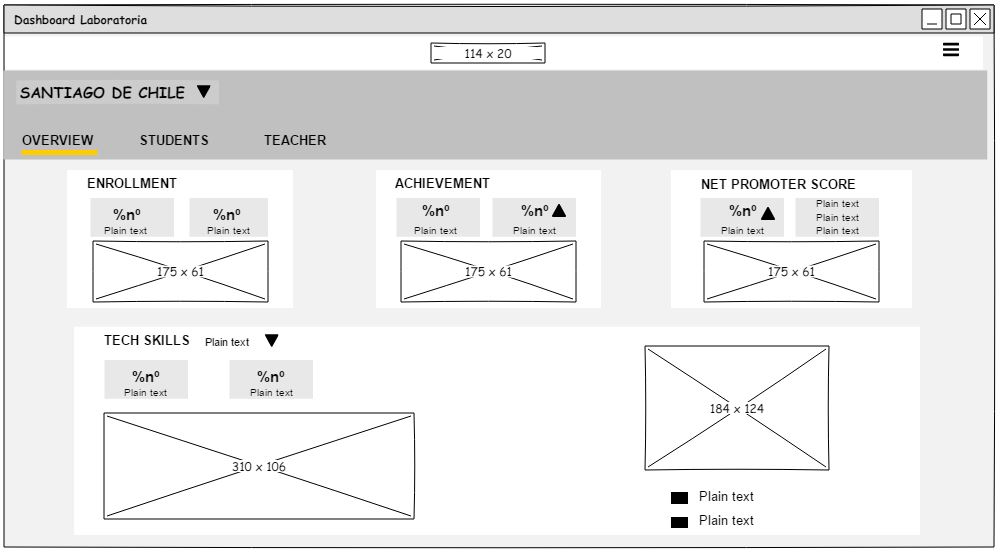 Dashboard Laboratoria
114 x 20
SANTIAGO DE CHILE
OVERVIEW STUDENTS TEACHER
ENROLLMENT
%nº %nº
Plain text Plain text
175 x 61
ACHIEVEMENT
%nº %nº
Plain text Plain text
175 x 61
NET PROMOTER SCORE
%nº
Plain text
Plain text
Plain text
Plain text
175 x 61
TECH SKILLS Plain text
%nº %nº
Plain text Plain text
310 x 106
184 x 124
Plain text
Plain text